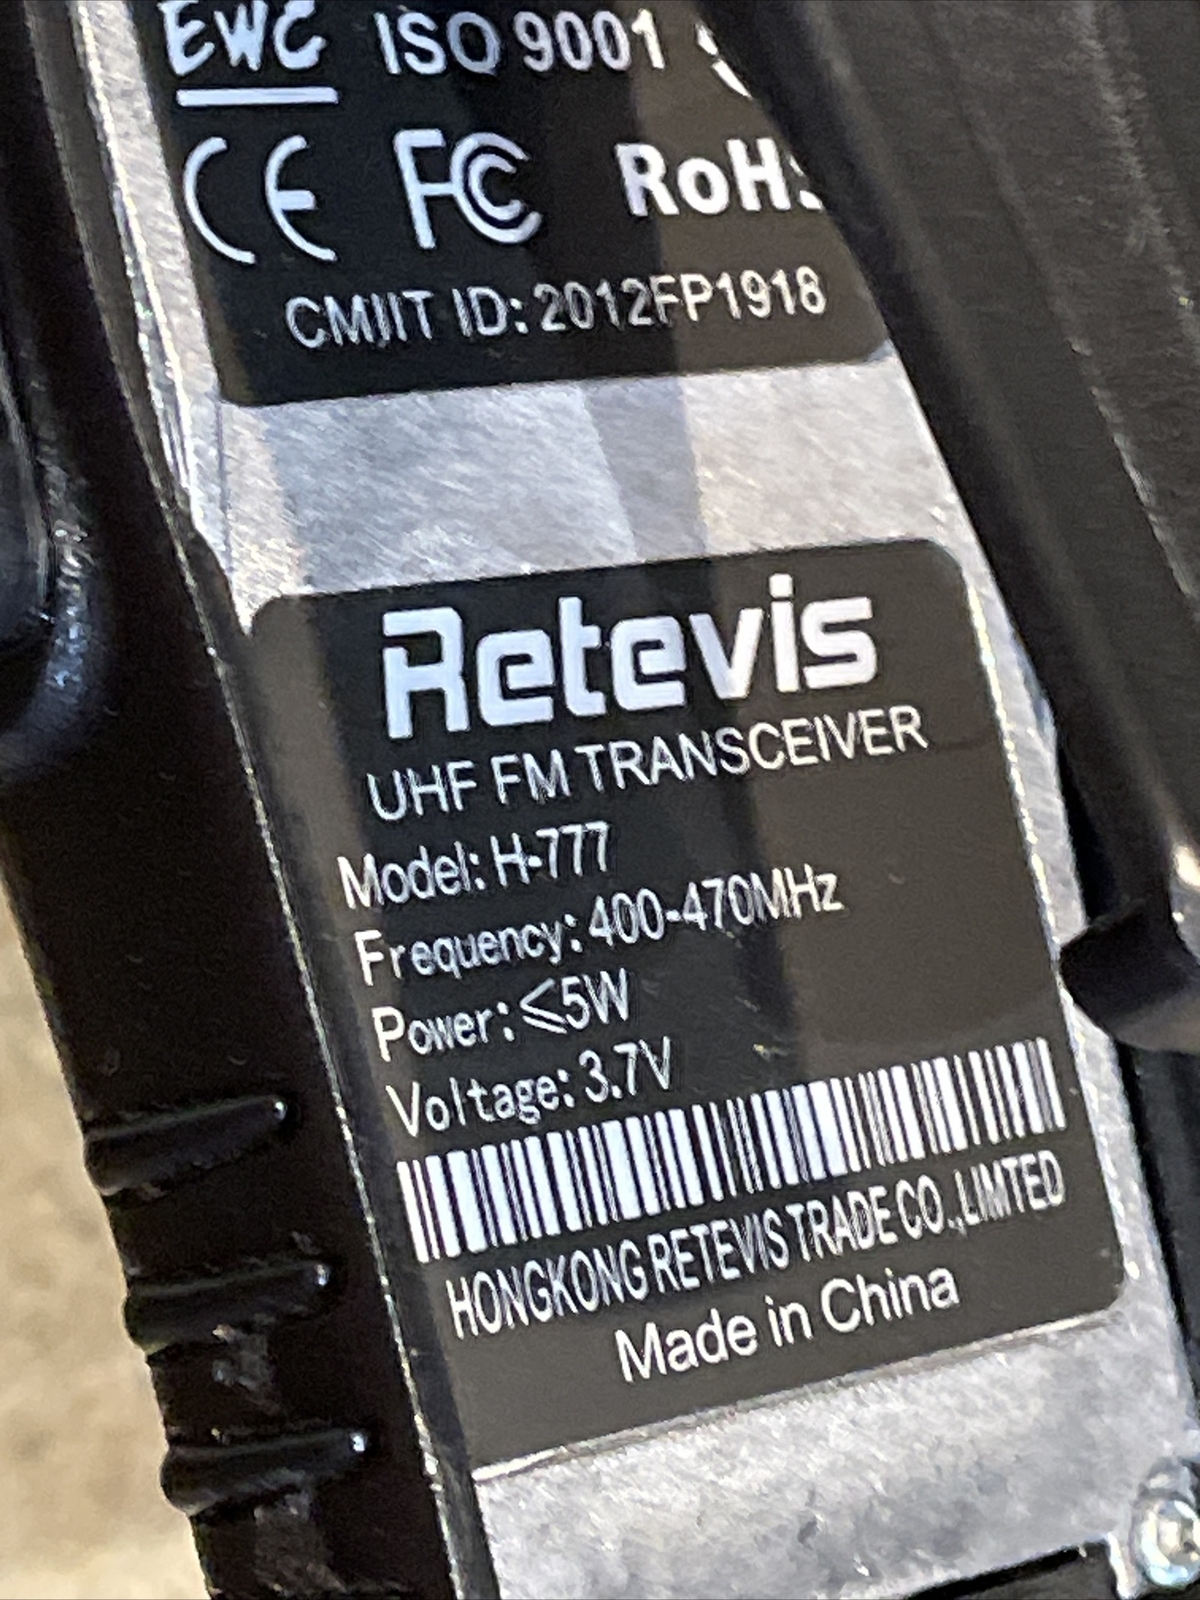 EWC ISO 9001
CE FC RoHS
CMIIT ID: 2012FP1918
Retevis
UHF FM TRANSCEIVER
Model: H-777
Frequency: 400-470MHz
Power: ⩽5W
Voltage: 3.7V
HONGKONG RETEVIS TRADE CO.,LIMTED
Made in China